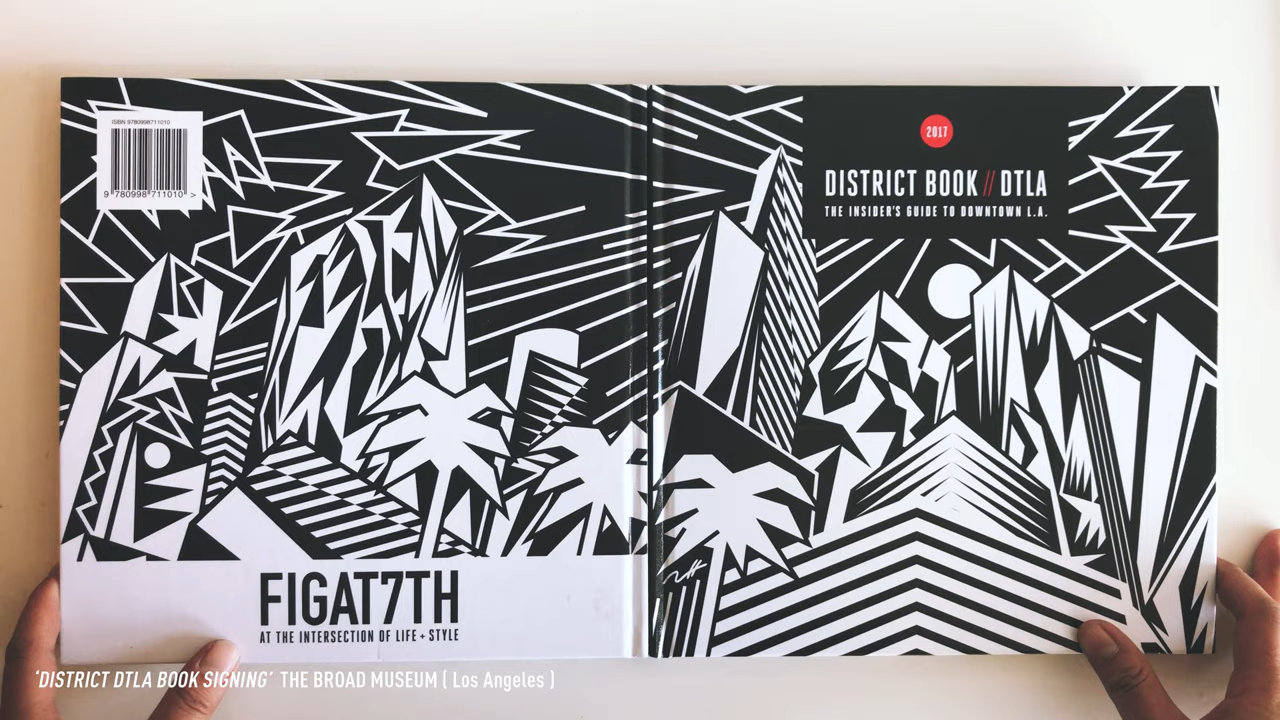 ISBN 9780998711010
9 780998 711010 >
2017
DISTRICT BOOK // DTLA
THE INSIDER'S GUIDE TO DOWNTOWN L.A.
FIGAT7TH
AT THE INTERSECTION OF LIFE + STYLE
'DISTRICT DTLA BOOK SIGNING' THE BROAD MUSEUM ( Los Angeles )